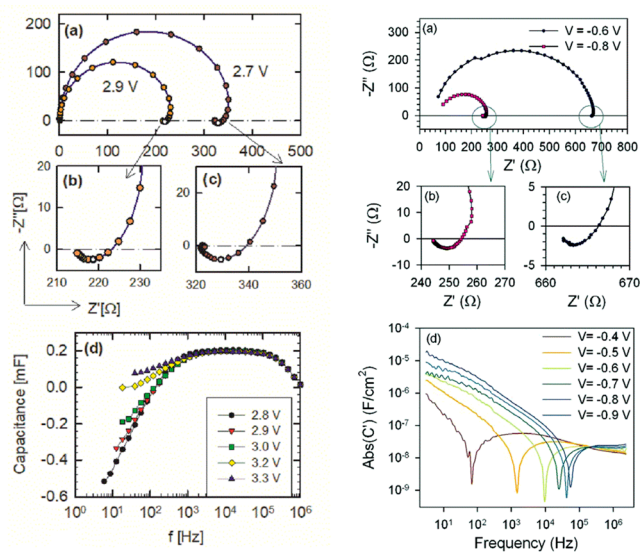 (a)
200
100
0
2.9 V
2.7 V
0 100 200 300 400 500
(b)
20
10
0
210 220 230
(c)
20
10
0
320 340 360
-Z"[Ω]
Z'[Ω]
(d)
Capacitance [mF]
0.2
0.0
-0.2
-0.4
-0.6
2.8 V
2.9 V
3.0 V
3.2 V
3.3 V
10⁰ 10¹ 10² 10³ 10⁴ 10⁵ 10⁶
f [Hz]
(a)
V = -0.6 V
V = -0.8 V
-Z'' (Ω)
300
200
100
0
0 100 200 300 400 500 600 700 800
Z' (Ω)
(b)
-Z'' (Ω)
20
10
0
-10
240 250 260 270
Z' (Ω)
(c)
5
0
-5
660 665 670
Z' (Ω)
(d)
Abs(C') (F/cm²)
10⁻⁴
10⁻⁵
10⁻⁶
10⁻⁷
10⁻⁸
10⁻⁹
V= -0.4 V
V= -0.5 V
V= -0.6 V
V= -0.7 V
V= -0.8 V
V= -0.9 V
10¹ 10² 10³ 10⁴ 10⁵ 10⁶
Frequency (Hz)